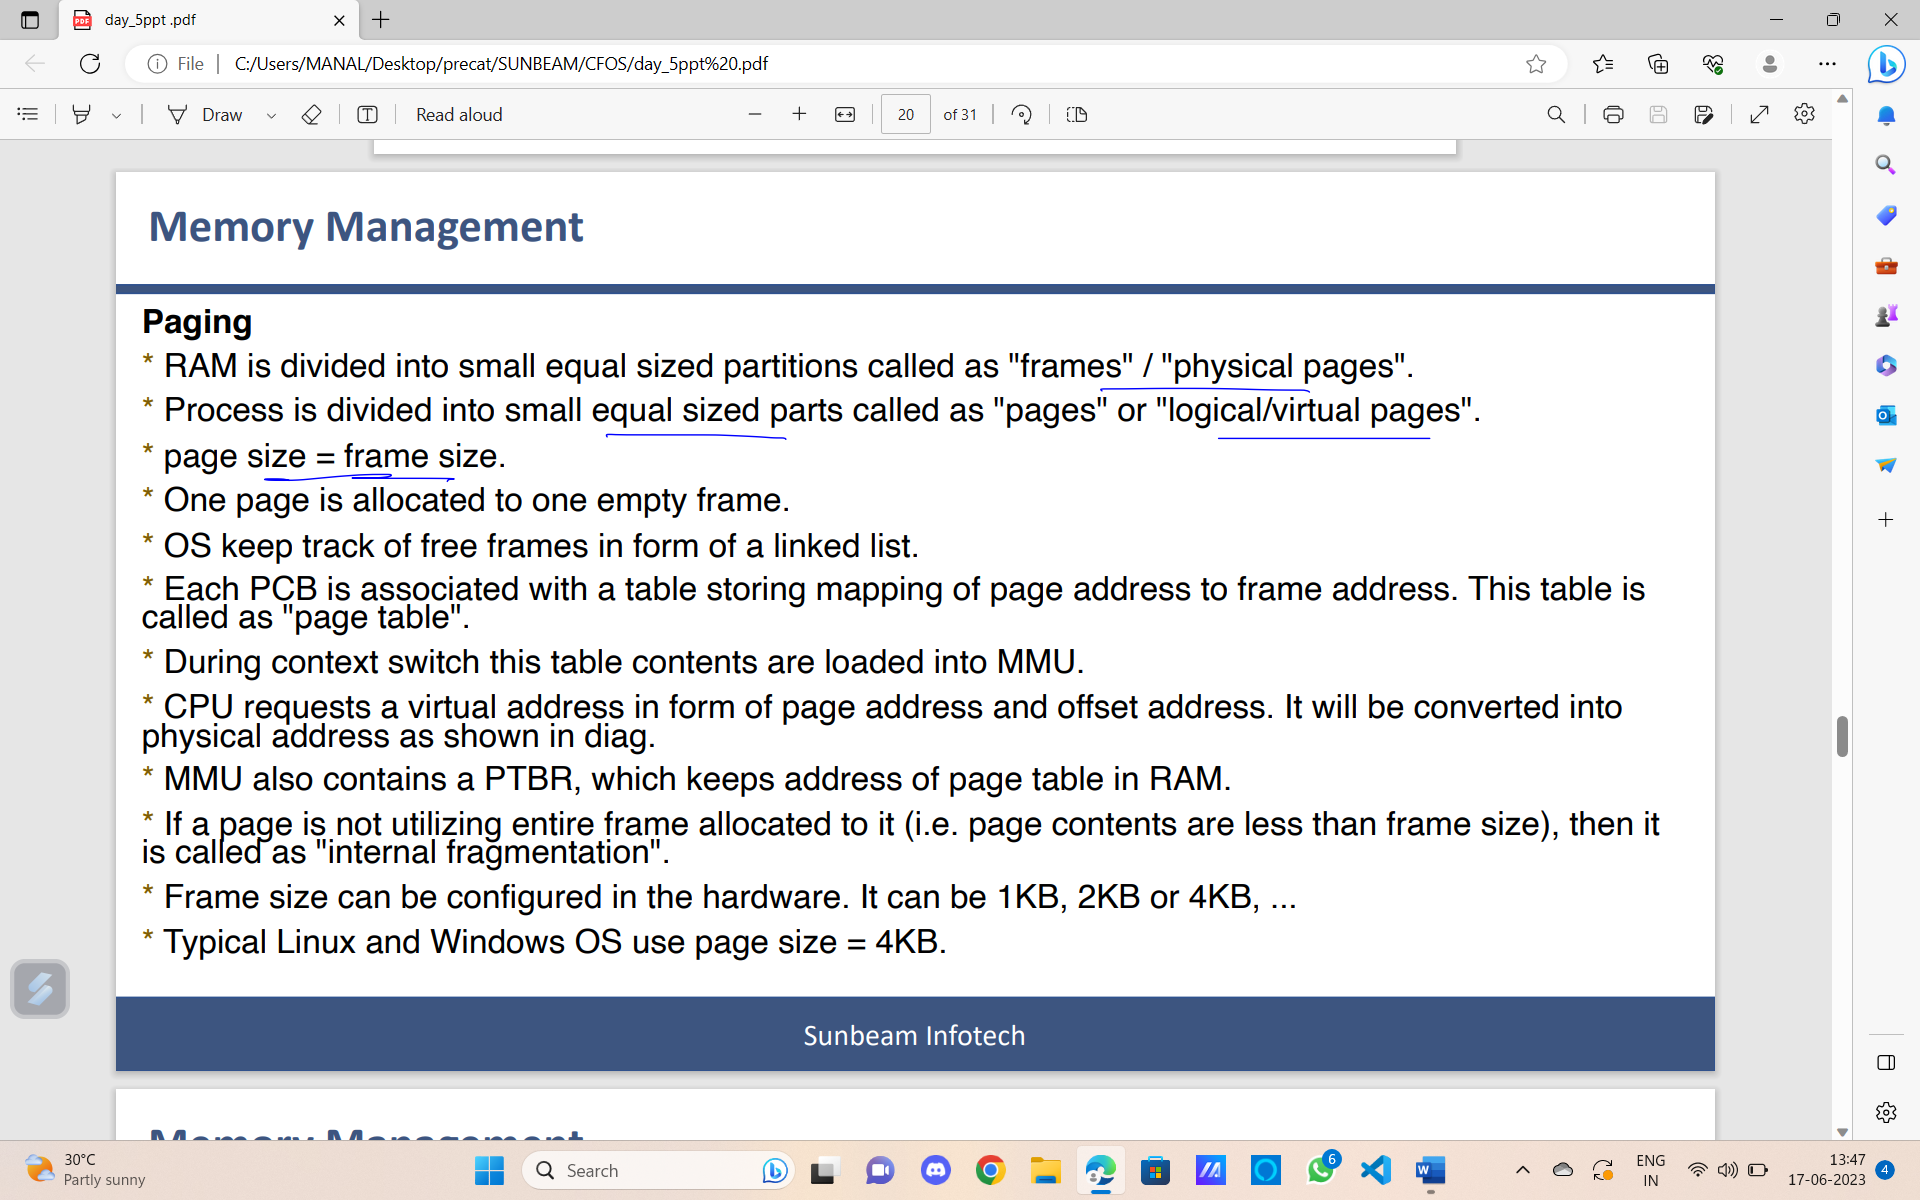 day_5ppt .pdf
File
C:/Users/MANAL/Desktop/precat/SUNBEAM/CFOS/day_5ppt%20.pdf
Draw
Read aloud
20 of 31
Memory Management
Paging
* RAM is divided into small equal sized partitions called as "frames" / "physical pages".
* Process is divided into small equal sized parts called as "pages" or "logical/virtual pages".
* page size = frame size.
* One page is allocated to one empty frame.
* OS keep track of free frames in form of a linked list.
* Each PCB is associated with a table storing mapping of page address to frame address. This table is
called as "page table".
* During context switch this table contents are loaded into MMU.
* CPU requests a virtual address in form of page address and offset address. It will be converted into
physical address as shown in diag.
* MMU also contains a PTBR, which keeps address of page table in RAM.
* If a page is not utilizing entire frame allocated to it (i.e. page contents are less than frame size), then it
is called as "internal fragmentation".
* Frame size can be configured in the hardware. It can be 1KB, 2KB or 4KB, ...
* Typical Linux and Windows OS use page size = 4KB.
Sunbeam Infotech
Memory Management
30°C
Partly sunny
Search
6
ENG
IN
13:47
17-06-2023
4